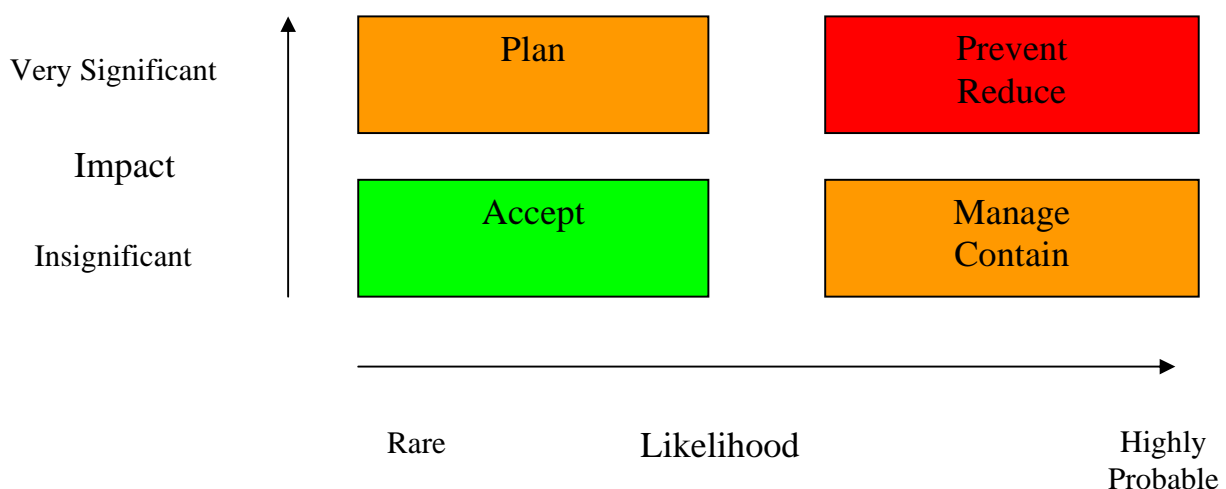 Plan
Prevent
Reduce
Very Significant
Impact
Accept
Manage
Contain
Insignificant
Rare
Likelihood
Highly
Probable